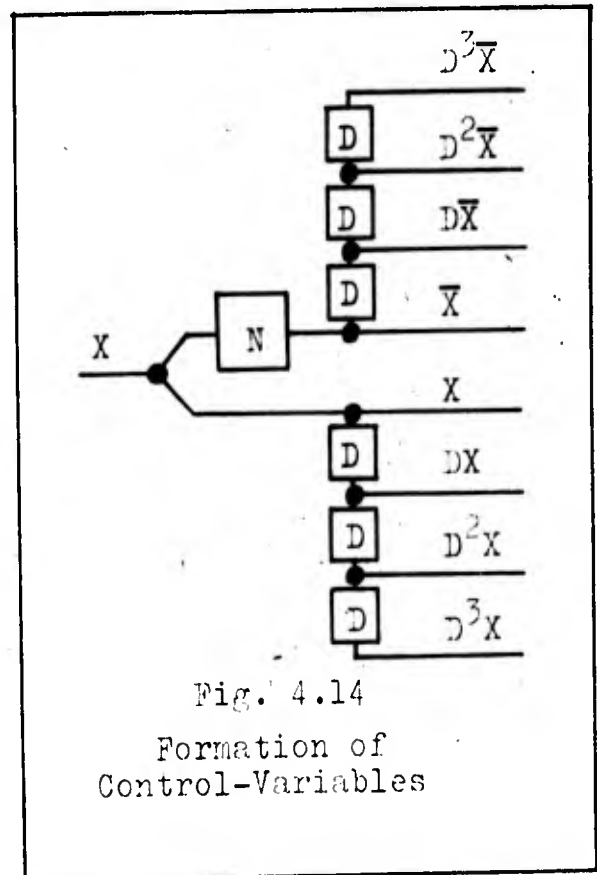 D³X̅
D
D²X̅
D
DX̅
D
X̅
N
X
X
D
DX
D
D²X
D
D³X
Fig. 4.14
Formation of
Control-Variables